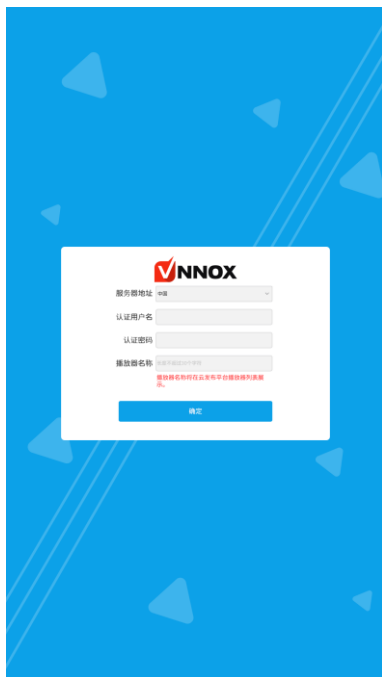 VNNOX
服务器地址 中国
认证用户名
认证密码
播放器名称
播放器名称将在云发布平台播放器列表展
示。
确定